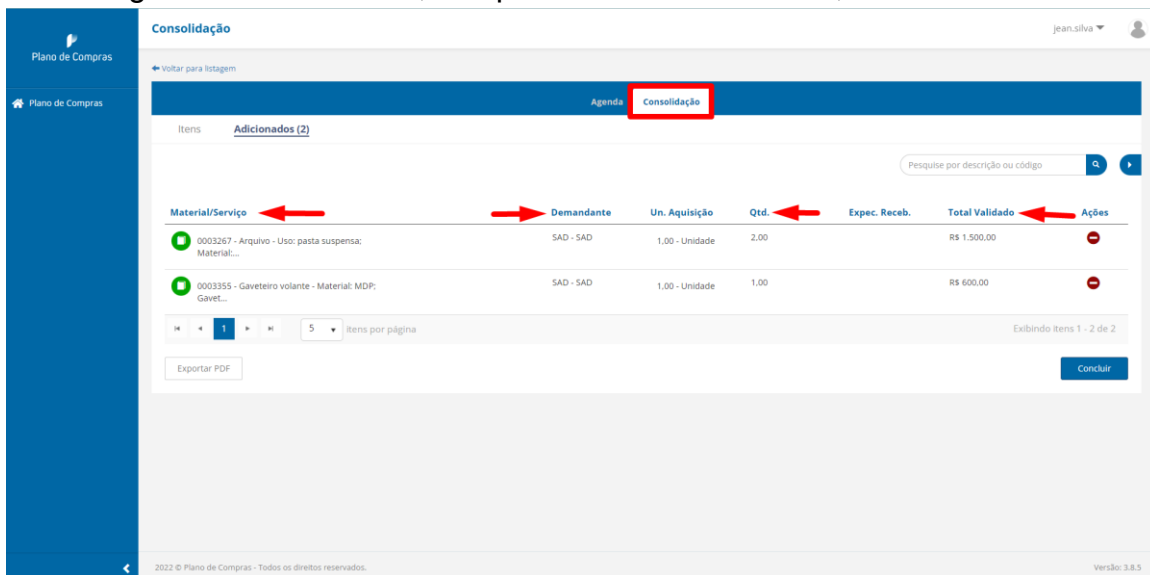 Consolidação
jean.silva
Plano de Compras
Voltar para listagem
Plano de Compras
Agenda Consolidação
Itens Adicionados (2)
Pesquise por descrição ou código
Material/Serviço Demandante Un. Aquisição Qtd. Expec. Receb. Total Validado Ações
0003267 - Arquivo - Uso: pasta suspensa; SAD - SAD 1,00 - Unidade 2,00 R$ 1.500,00
Material:...
0003355 - Gaveteiro volante - Material: MDP; SAD - SAD 1,00 - Unidade 1,00 R$ 600,00
Gavet...
1 5 itens por página Exibindo itens 1 - 2 de 2
Exportar PDF Concluir
2022 © Plano de Compras - Todos os direitos reservados. Versão: 3.8.5